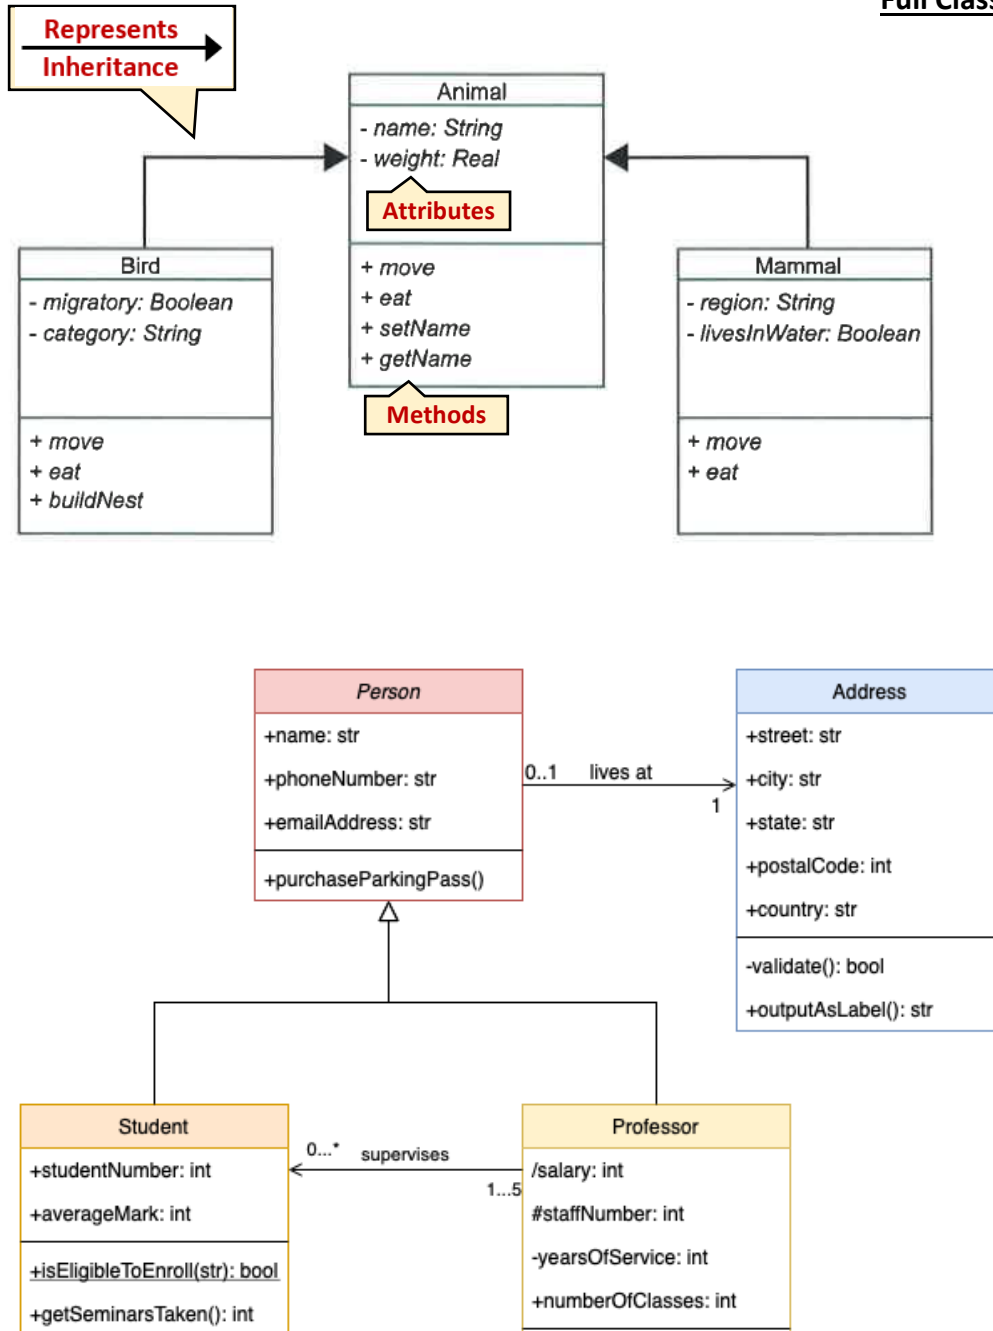 Full Class
Represents
Inheritance
Animal
- name: String
- weight: Real
Attributes
+ move
+ eat
+ setName
+ getName
Methods
Bird
- migratory: Boolean
- category: String
+ move
+ eat
+ buildNest
Mammal
- region: String
- livesInWater: Boolean
+ move
+ eat
Person
+name: str
+phoneNumber: str
+emailAddress: str
+purchaseParkingPass()
0..1 lives at
1
Address
+street: str
+city: str
+state: str
+postalCode: int
+country: str
-validate(): bool
+outputAsLabel(): str
Student
+studentNumber: int
+averageMark: int
+isEligibleToEnroll(str): bool
+getSeminarsTaken(): int
0...* supervises
1...5
Professor
/salary: int
#staffNumber: int
-yearsOfService: int
+numberOfClasses: int